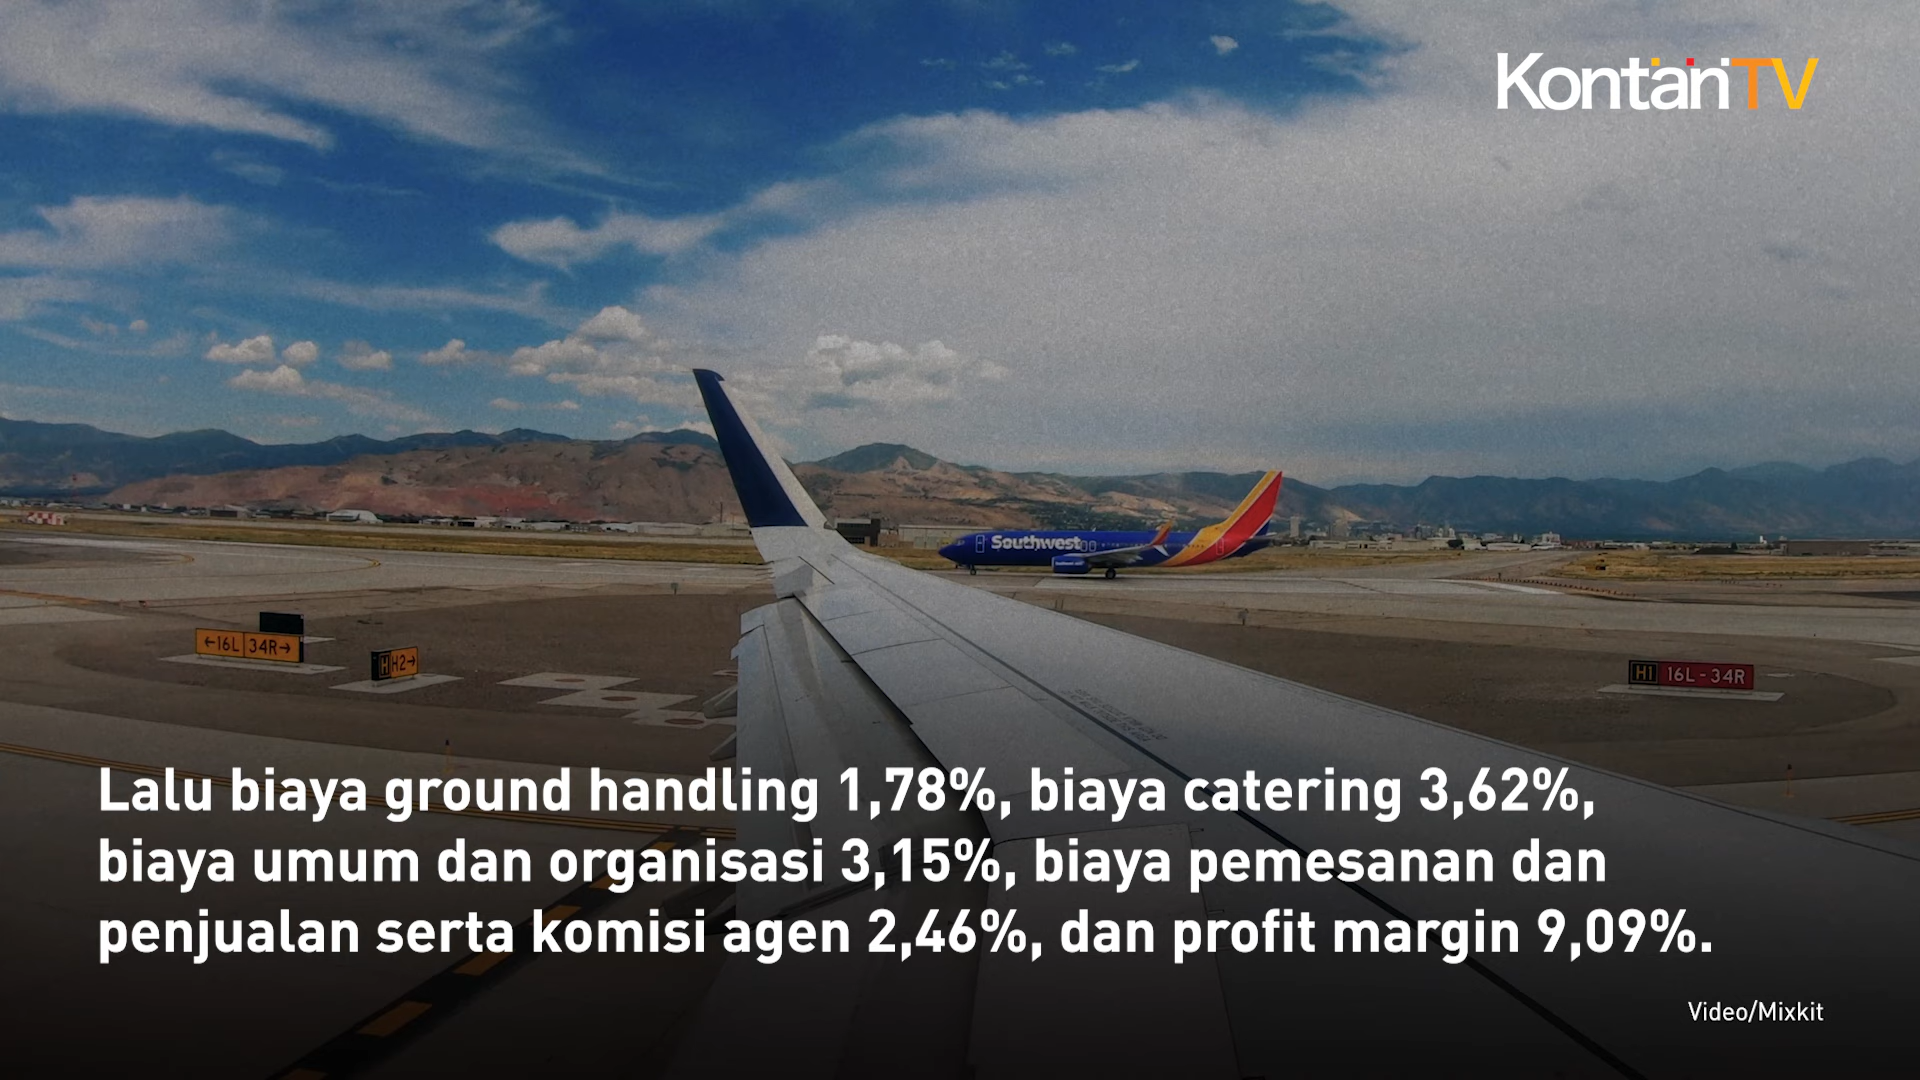 KontanTV
Southwest
←16L 34R→
H H2→
H1 16L - 34R
Lalu biaya ground handling 1,78%, biaya catering 3,62%,
biaya umum dan organisasi 3,15%, biaya pemesanan dan
penjualan serta komisi agen 2,46%, dan profit margin 9,09%.
Video/Mixkit